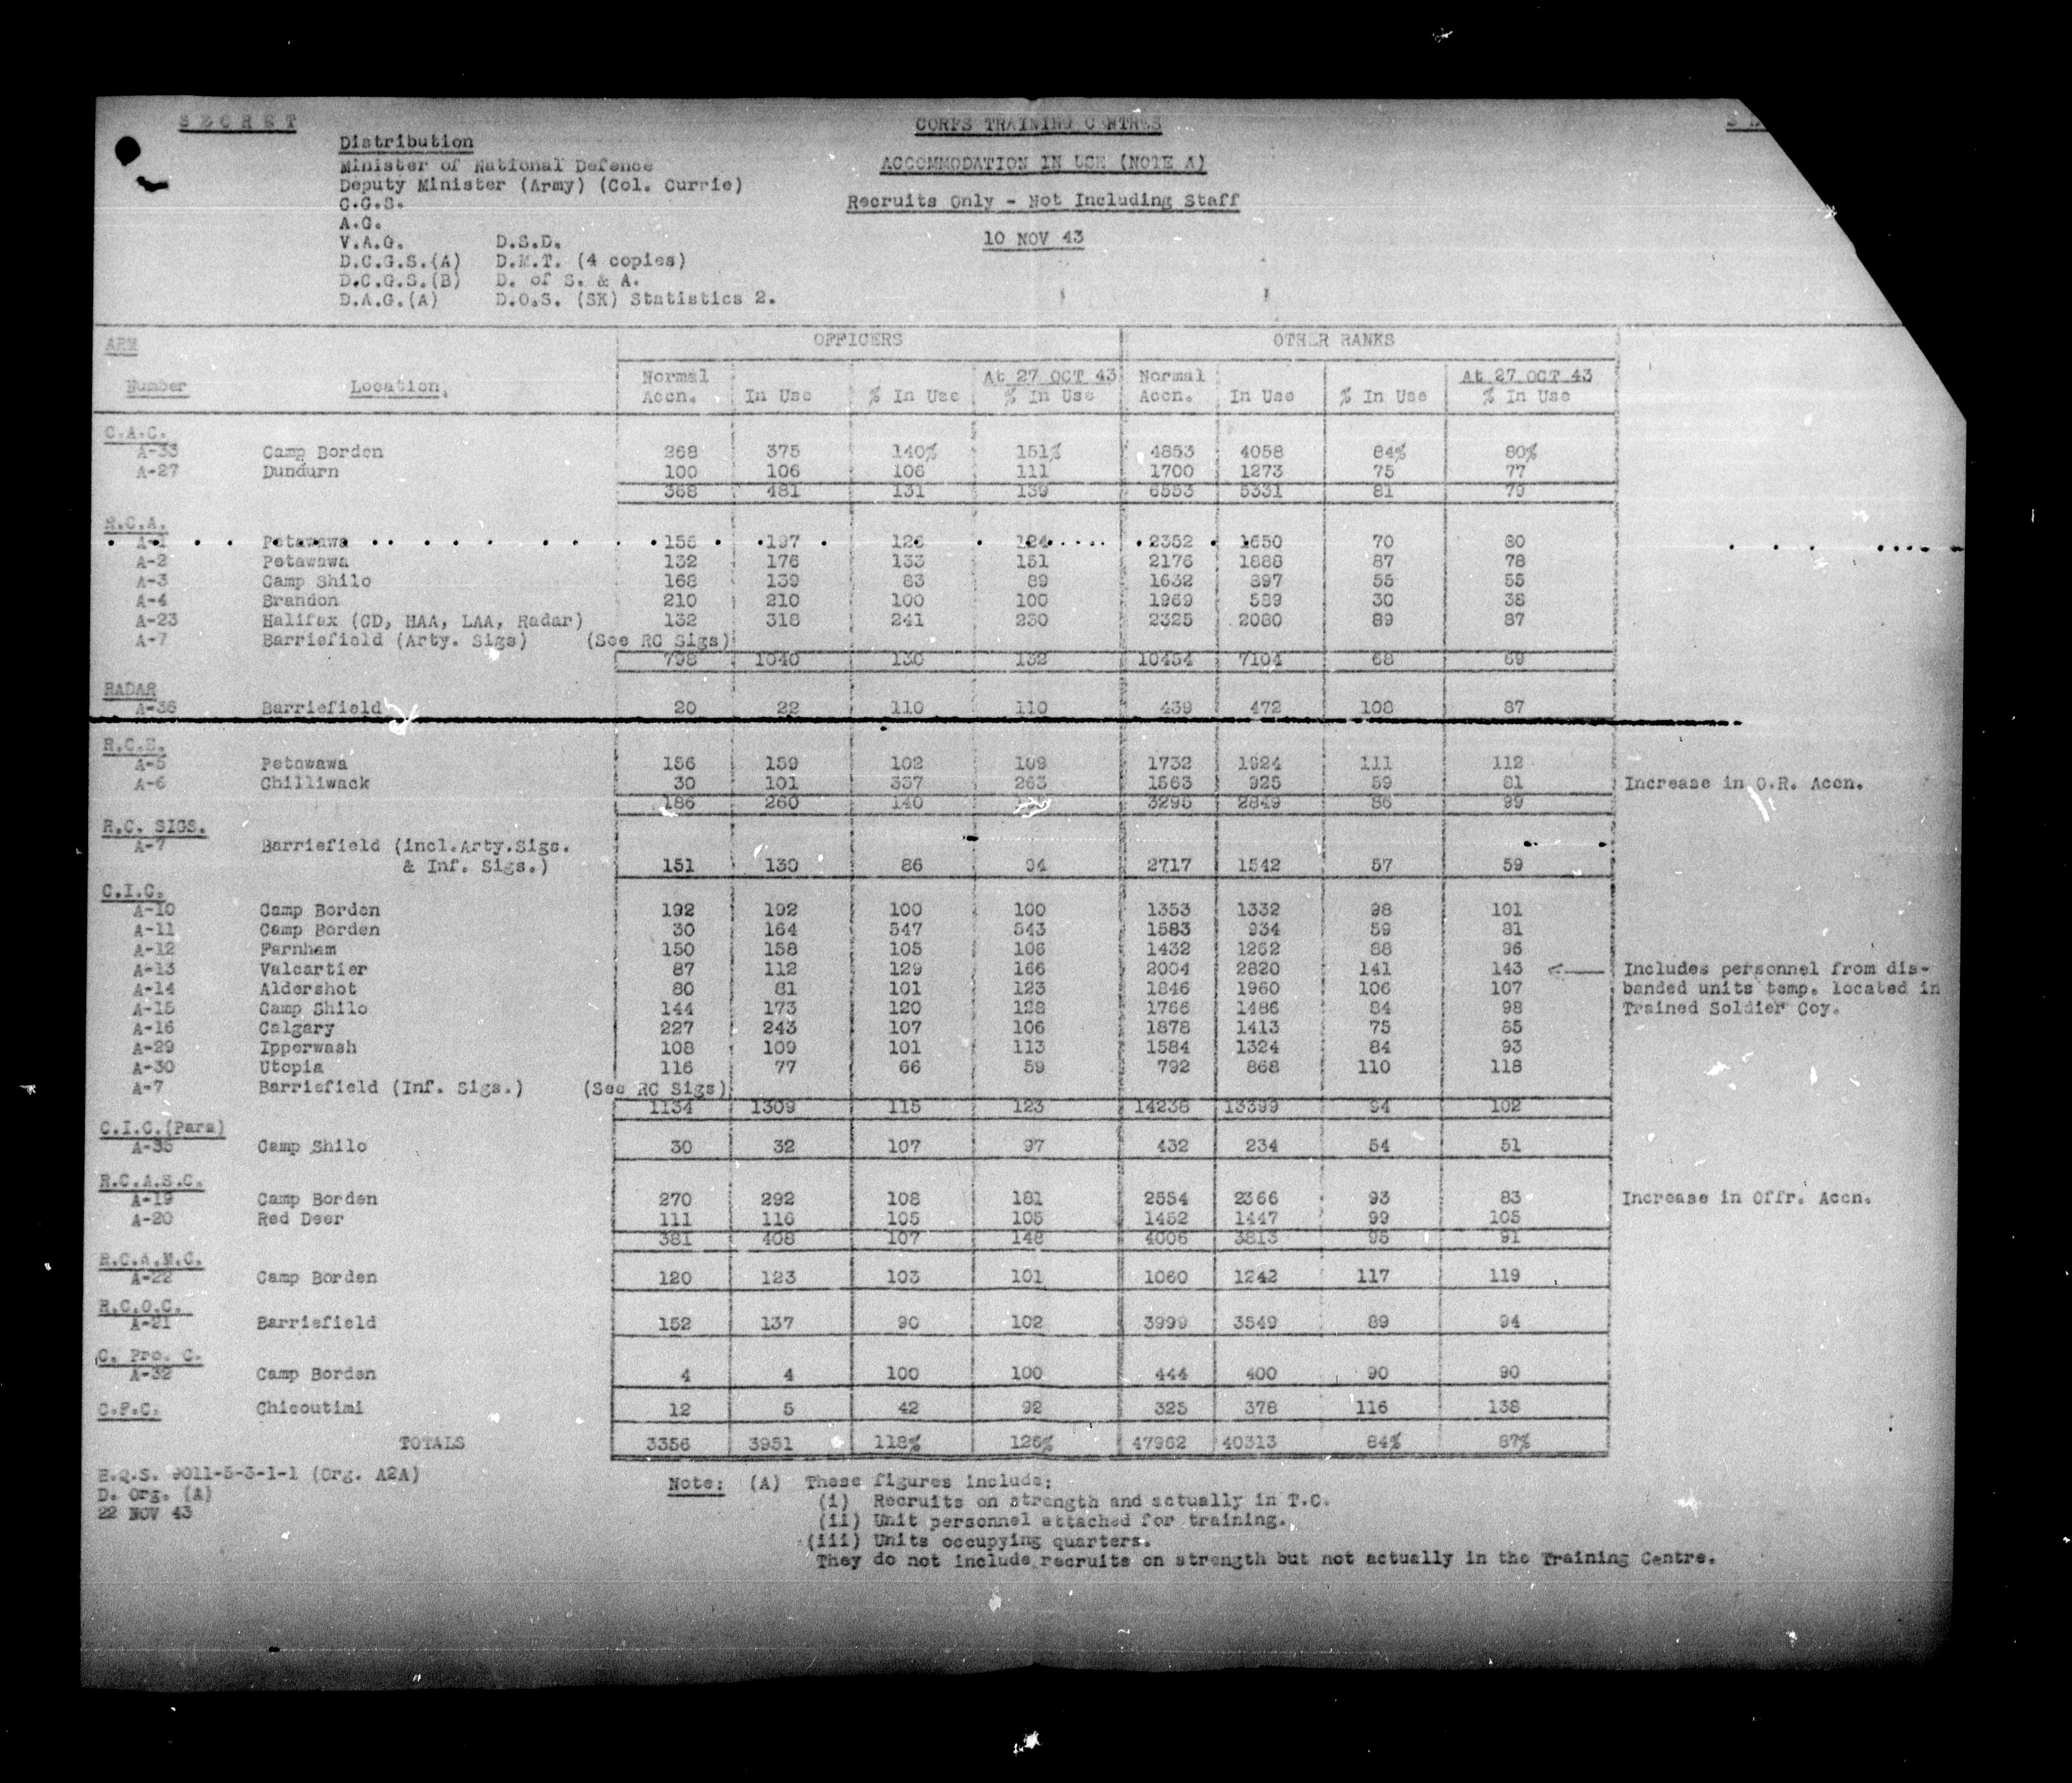 SECRET
CORPS TRAINING CENTRES
ACCOMMODATION IN USE (NOTE A)
Recruits Only - Not Including Staff
10 NOV 43
Distribution
Minister of National Defence
Deputy Minister (Army) (Col. Currie)
C.G.S.
A.G.
V.A.G. D.S.D.
D.C.G.S.(A) D.M.T. (4 copies)
D.C.G.S.(B) D. of S. & A.
D.A.G.(A) D.O.S. (SK) Statistics 2.
ARM OFFICERS OTHER RANKS
Number Location Normal Accn. In Use % In Use At 27 OCT 43 % In Use Normal Accn. In Use % In Use At 27 OCT 43 % In Use
C.A.C.
A-33 Camp Borden 268 375 140% 151% 4853 4058 84% 80%
A-27 Dundurn 100 106 106 111 1700 1273 75 77
368 481 131 139 6553 5331 81 79
R.C.A.
A-1 Petawawa 156 197 126 124 2352 1650 70 80
A-2 Petawawa 132 176 133 151 2176 1888 87 78
A-3 Camp Shilo 168 139 83 89 1632 897 55 55
A-4 Brandon 210 210 100 100 1969 589 30 38
A-23 Halifax (CD, HAA, LAA, Radar) 132 318 241 230 2325 2080 89 87
A-7 Barriefield (Arty. Sigs) (See RC Sigs)
798 1040 130 132 10454 7104 68 69
RADAR
A-36 Barriefield 20 22 110 110 439 472 108 87
R.C.E.
A-5 Petawawa 156 159 102 109 1732 1924 111 112
A-6 Chilliwack 30 101 337 263 1563 925 59 81 Increase in O.R. Accn.
186 260 140 3295 2849 86 99
R.C. SIGS.
A-7 Barriefield (incl.Arty.Sigs.
& Inf. Sigs.) 151 130 86 94 2717 1542 57 59
C.I.C.
A-10 Camp Borden 192 192 100 100 1353 1332 98 101
A-11 Camp Borden 30 164 547 543 1583 934 59 81
A-12 Farnham 150 158 105 106 1432 1262 88 96
A-13 Valcartier 87 112 129 166 2004 2820 141 143 Includes personnel from dis-
A-14 Aldershot 80 81 101 123 1846 1960 106 107 banded units temp. located in
A-15 Camp Shilo 144 173 120 128 1766 1486 84 98 Trained Soldier Coy.
A-16 Calgary 227 243 107 106 1878 1413 75 85
A-29 Ipperwash 108 109 101 113 1584 1324 84 93
A-30 Utopia 116 77 66 59 792 868 110 118
A-7 Barriefield (Inf. Sigs.) (See RC Sigs)
1134 1309 115 123 14238 13399 94 102
C.I.C.(Para)
A-35 Camp Shilo 30 32 107 97 432 234 54 51
R.C.A.S.C.
A-19 Camp Borden 270 292 108 181 2554 2366 93 83 Increase in Offr. Accn.
A-20 Red Deer 111 116 105 105 1452 1447 99 105
381 408 107 148 4006 3813 95 91
R.C.A.M.C.
A-22 Camp Borden 120 123 103 101 1060 1242 117 119
R.C.O.C.
A-21 Barriefield 152 137 90 102 3999 3549 89 94
C. Pro. C.
A-32 Camp Borden 4 4 100 100 444 400 90 90
C.F.C. Chicoutimi 12 5 42 92 325 378 116 138
TOTALS 3356 3951 118% 126% 47962 40313 84% 87%
H.Q.S. 9011-5-3-1-1 (Org. A2A)
D. Org. (A)
22 NOV 43
Note: (A) These figures include:
(i) Recruits on strength and actually in T.C.
(ii) Unit personnel attached for training.
(iii) Units occupying quarters.
They do not include recruits on strength but not actually in the Training Centre.